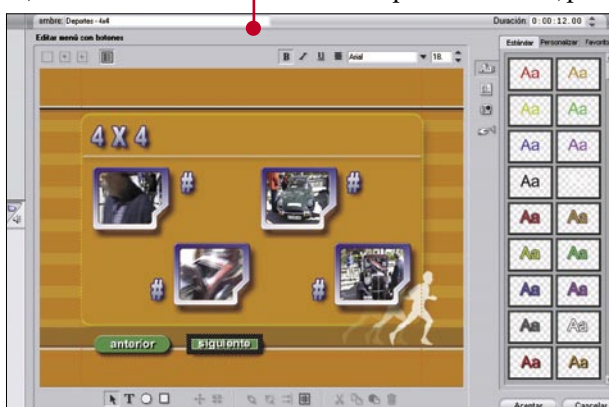 ombre: Deportes - 4x4
Duración: 0:00:12.00
Editar menú con botones
B I U Arial 18.
Estándar Personalizar Favorito
4 X 4
#
#
#
#
anterior
siguiente
T
Aa Aa
Aa Aa
Aa Aa
Aa
Aa Aa
Aa Aa
Aa Aa
Aa Aa
Aa Aa
Aceptar Cancelar